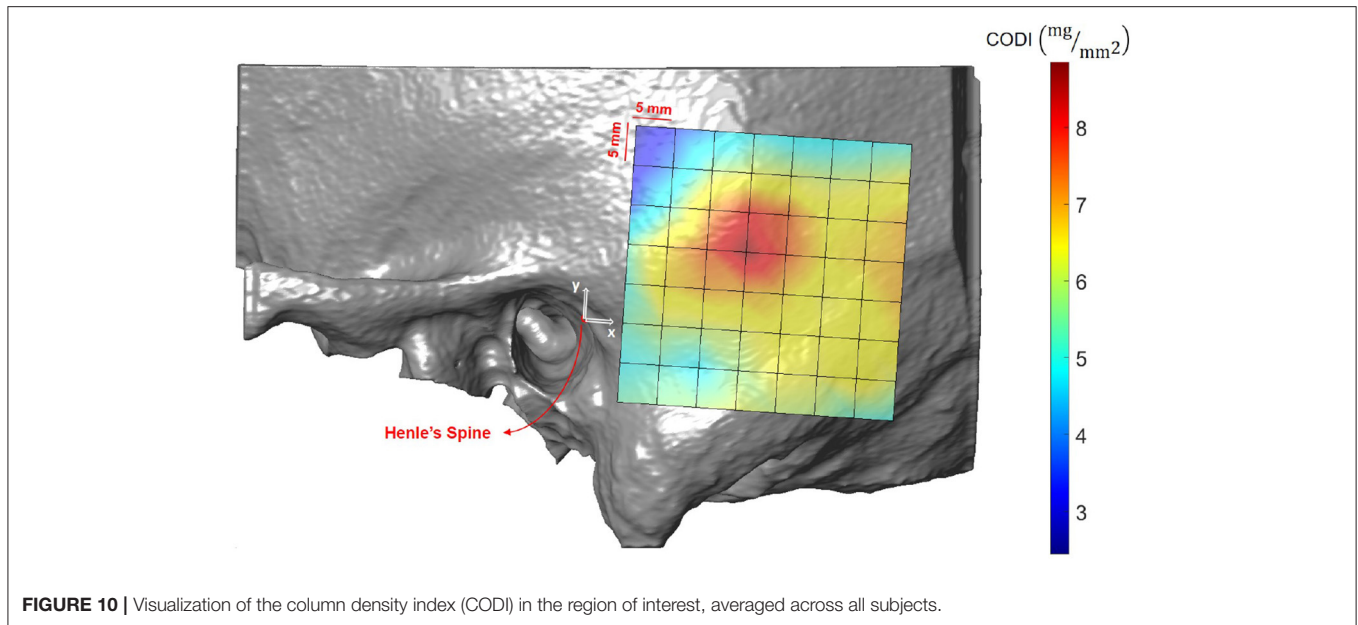 CODI (mg/mm2)
5 mm
5 mm
8
7
6
5
4
3
y
x
Henle's Spine
FIGURE 10 | Visualization of the column density index (CODI) in the region of interest, averaged across all subjects.